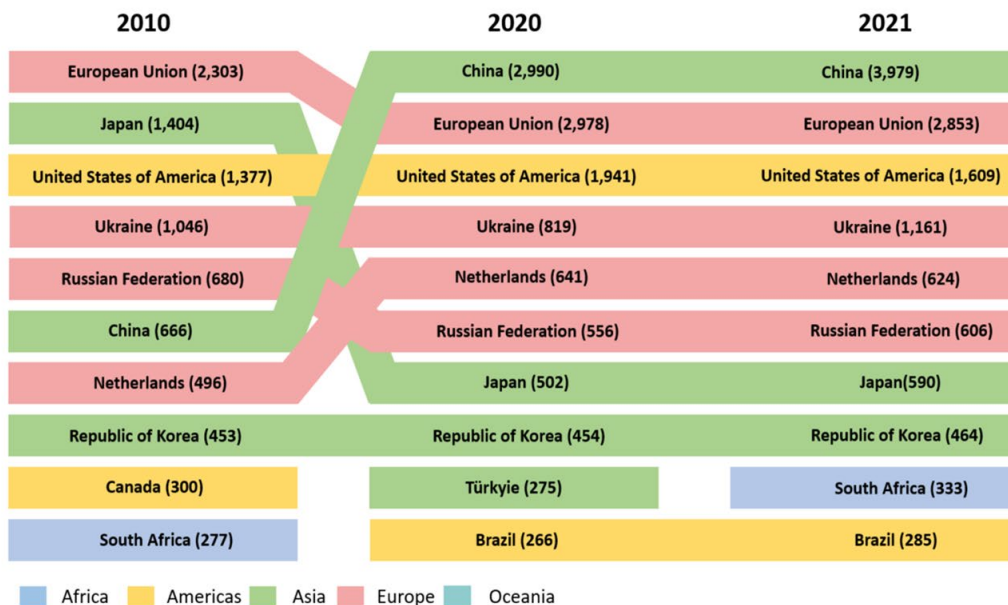 2010 2020 2021
European Union (2,303) China (2,990) China (3,979)
Japan (1,404) European Union (2,978) European Union (2,853)
United States of America (1,377) United States of America (1,941) United States of America (1,609)
Ukraine (1,046) Ukraine (819) Ukraine (1,161)
Russian Federation (680) Netherlands (641) Netherlands (624)
China (666) Russian Federation (556) Russian Federation (606)
Netherlands (496) Japan (502) Japan(590)
Republic of Korea (453) Republic of Korea (454) Republic of Korea (464)
Canada (300) Türkyie (275) South Africa (333)
South Africa (277) Brazil (266) Brazil (285)
Africa Americas Asia Europe Oceania